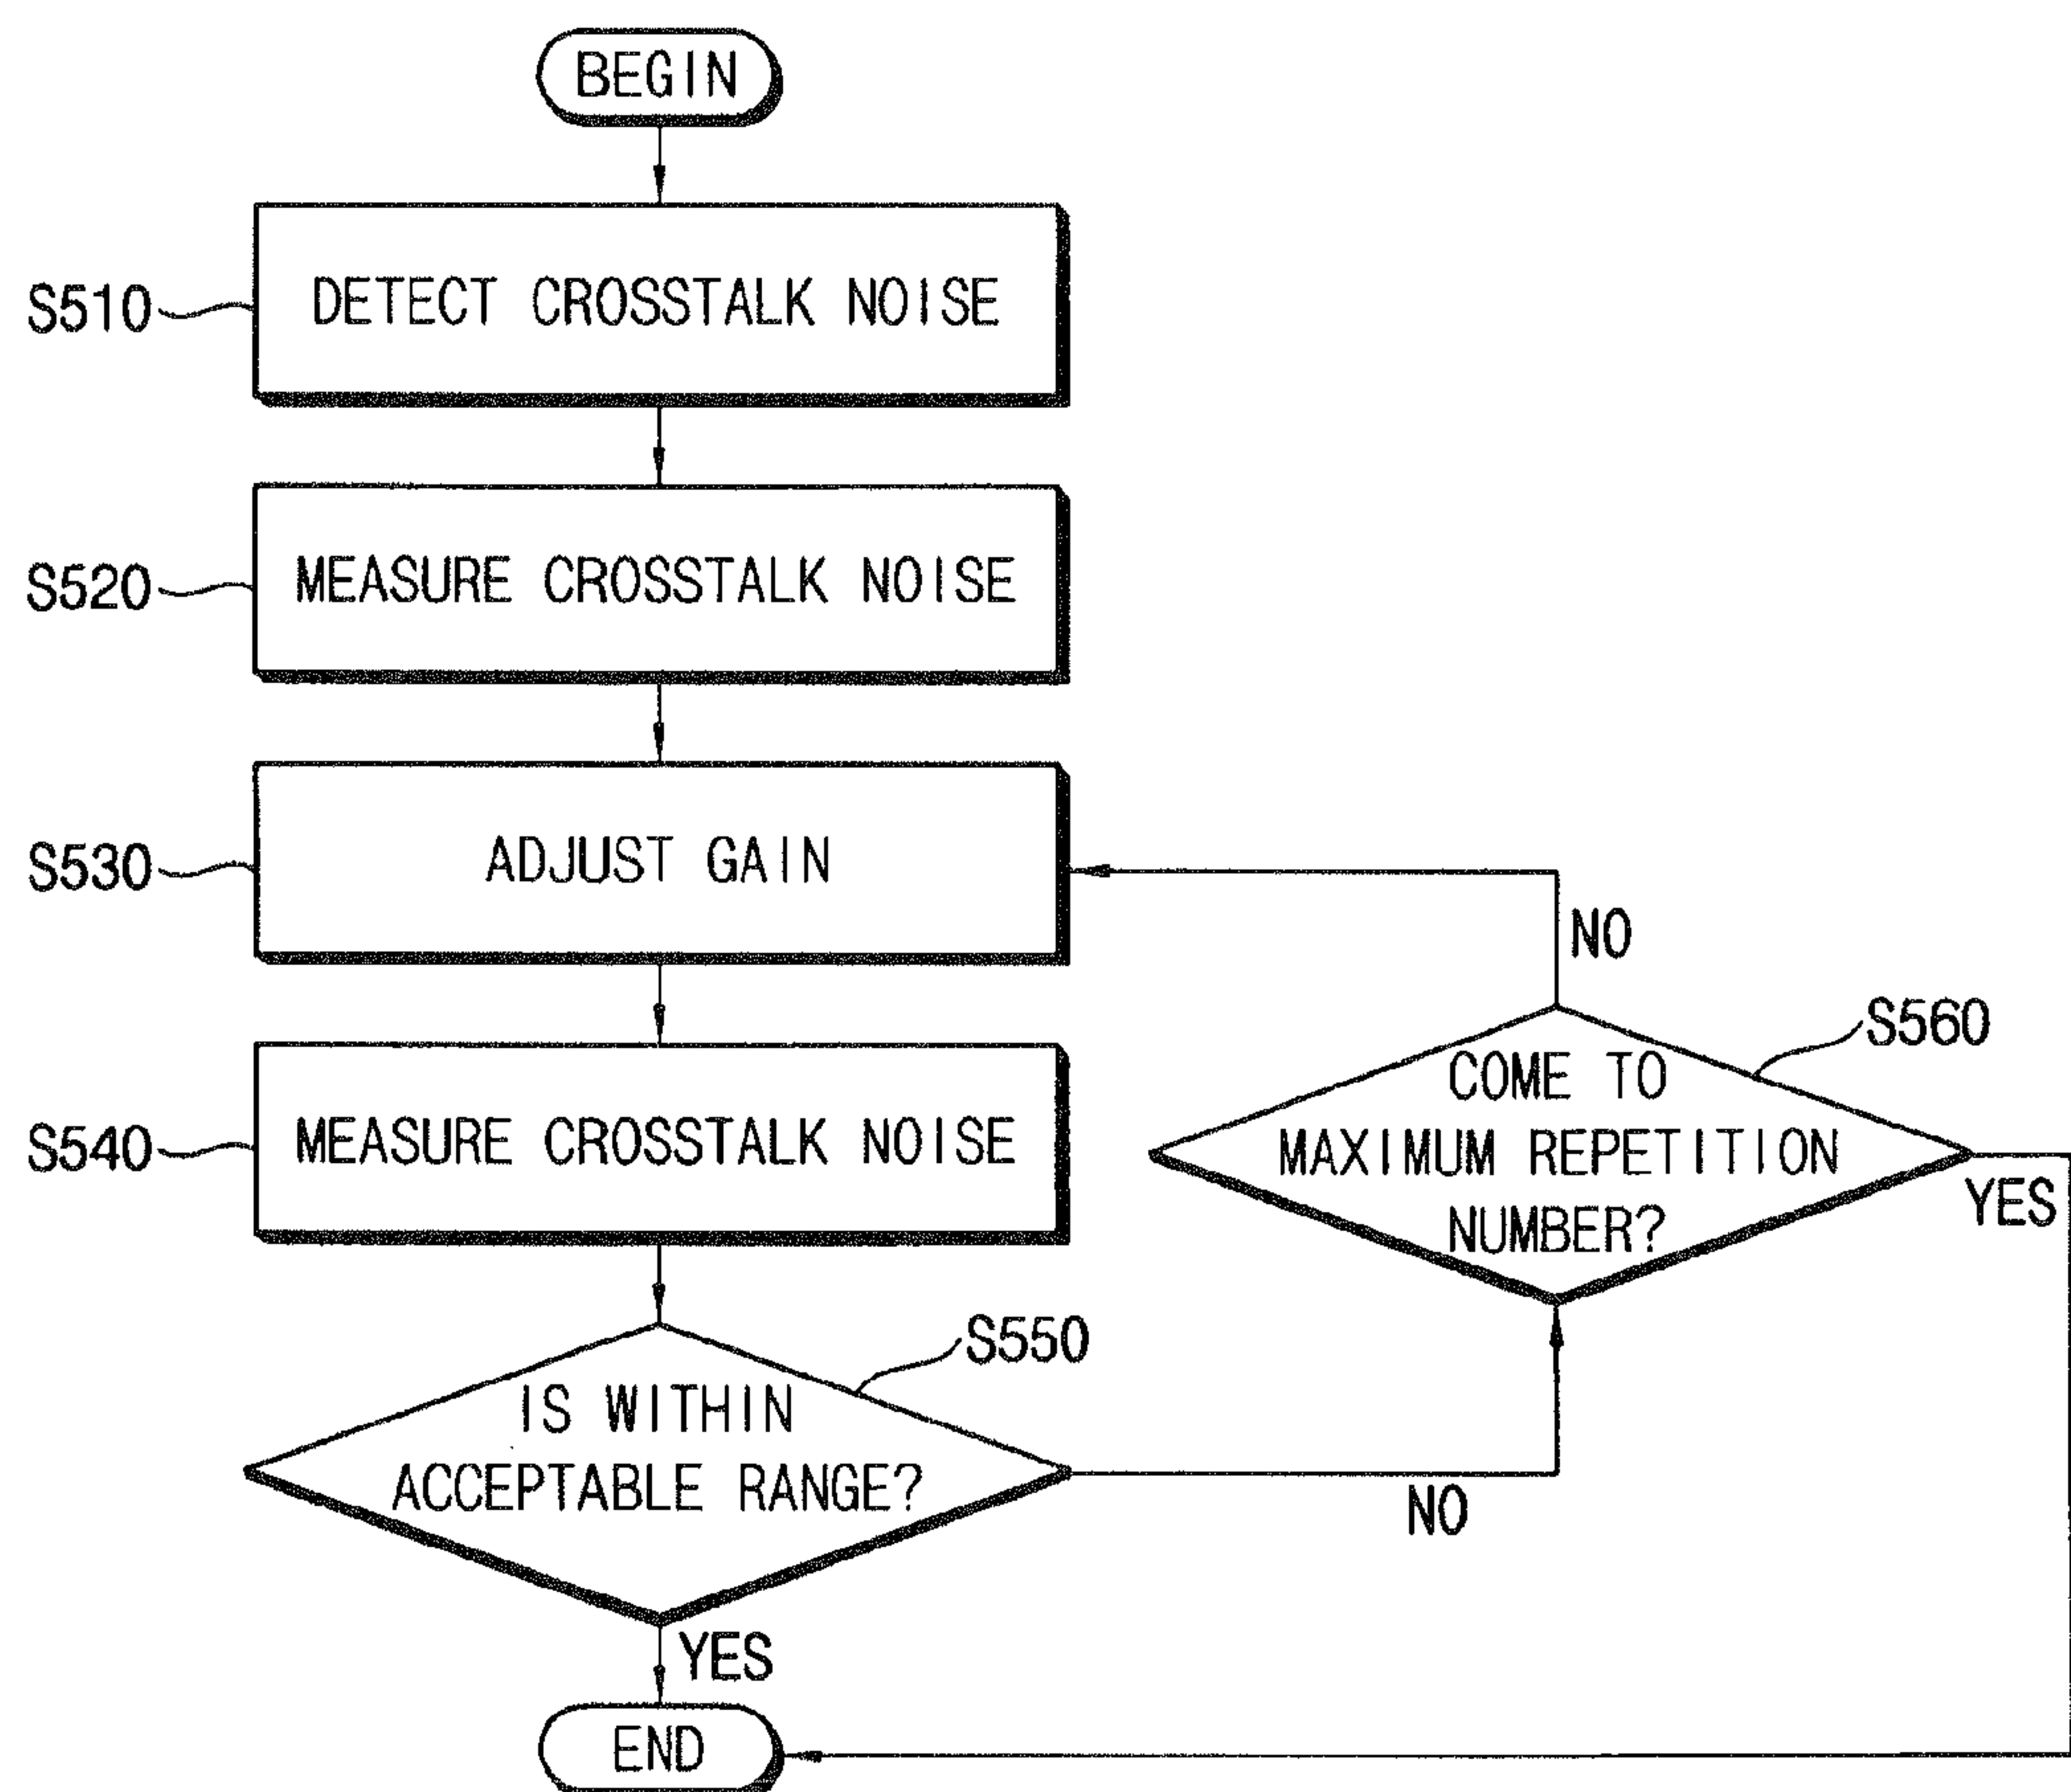 BEGIN
S510
DETECT CROSSTALK NOISE
S520
MEASURE CROSSTALK NOISE
S530
ADJUST GAIN
NO
S560
COME TO
MAXIMUM REPETITION
NUMBER?
YES
S540
MEASURE CROSSTALK NOISE
S550
IS WITHIN
ACCEPTABLE RANGE?
NO
YES
END